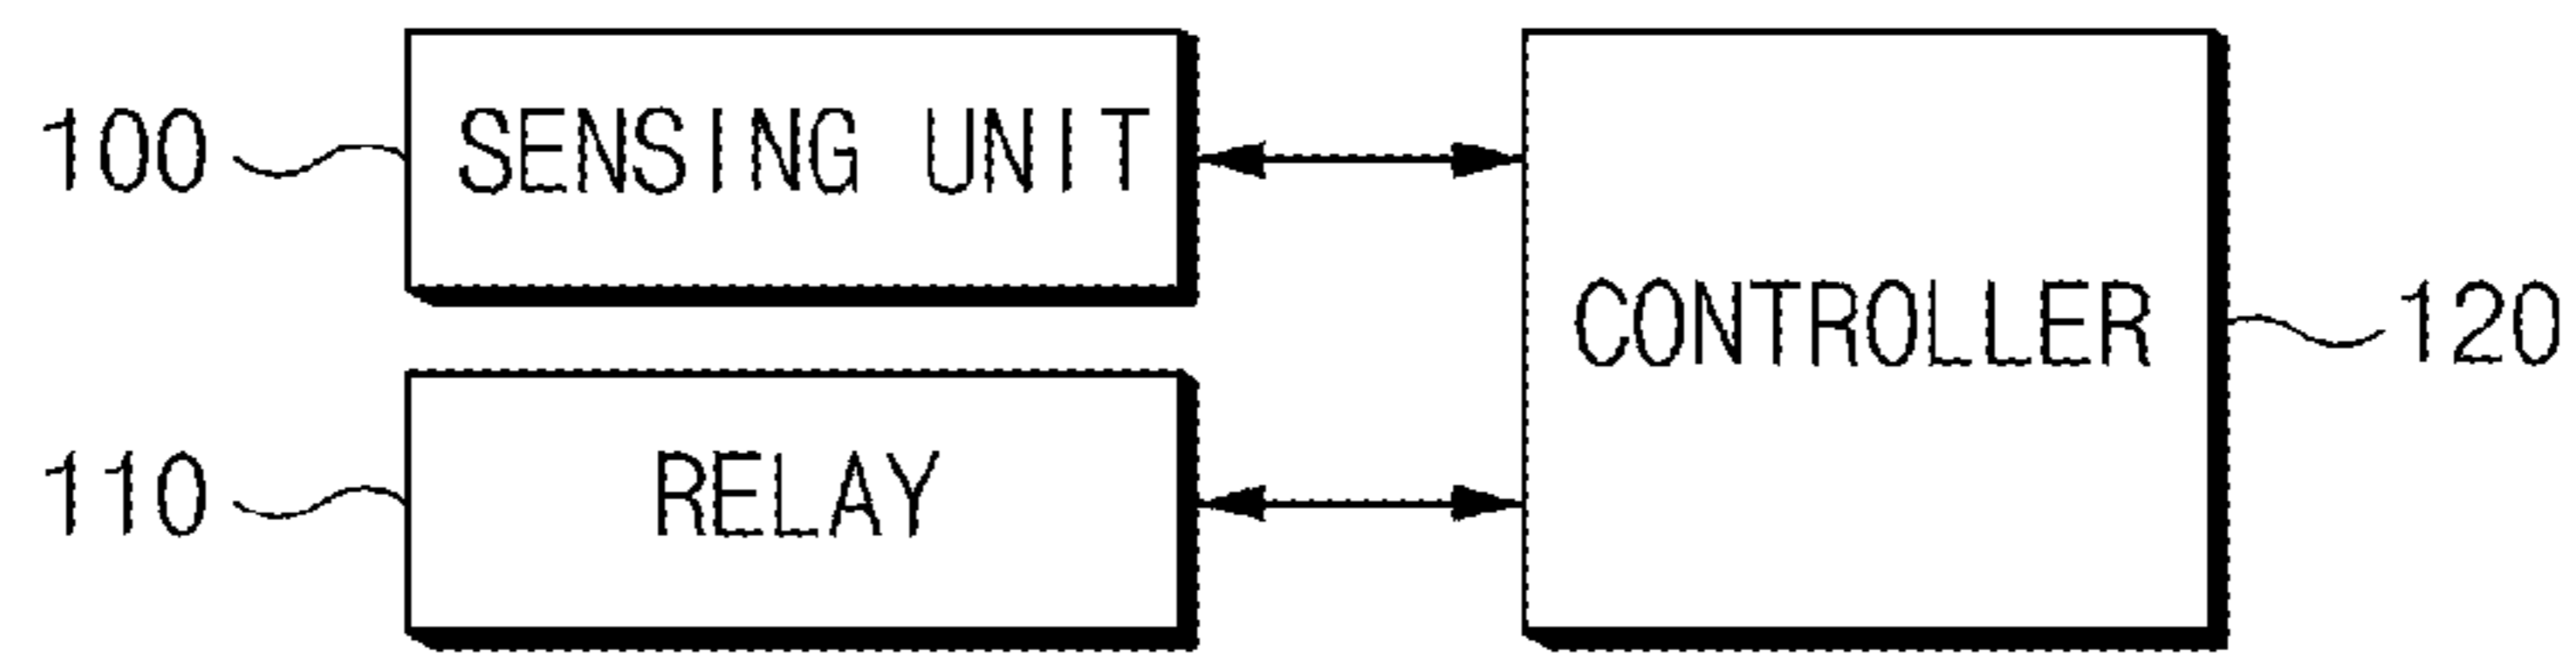 100 SENSING UNIT
CONTROLLER 120
110 RELAY